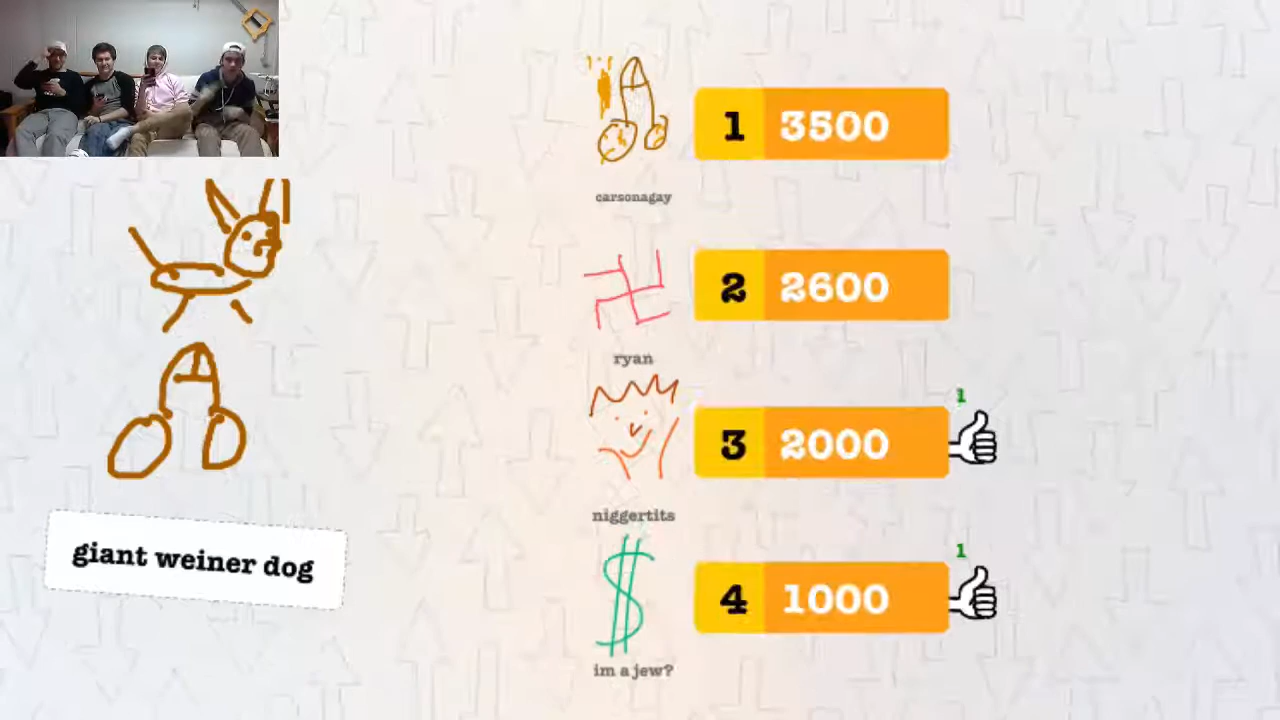 1 3500
carsonagay
2 2600
ryan
1
3 2000
niggertits
giant weiner dog
1
4 1000
im a jew?